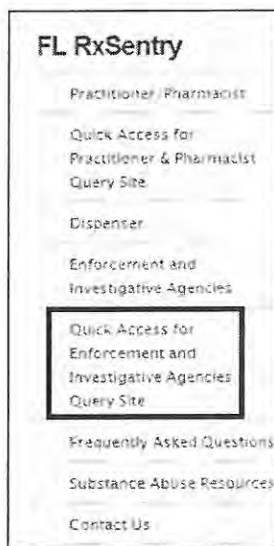 FL RxSentry
Practitioner/Pharmacist
Quick Access for
Practitioner & Pharmacist
Query Site
Dispenser
Enforcement and
Investigative Agencies
Quick Access for
Enforcement and
Investigative Agencies
Query Site
Frequently Asked Questions
Substance Abuse Resources
Contact Us